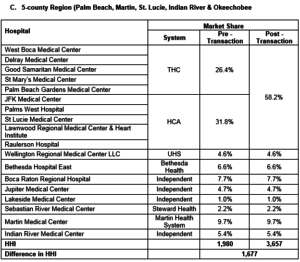 C. 5-county Region (Palm Beach, Martin, St. Lucie, Indian River & Okeechobee
Market Share
Hospital System Pre - Transaction Post - Transaction
West Boca Medical Center
Delray Medical Center
Good Samaritan Medical Center THC 26.4%
St Mary's Medical Center
Palm Beach Gardens Medical Center
58.2%
JFK Medical Center
Palms West Hospital
St Lucie Medical Center HCA 31.8%
Lawnwood Regional Medical Center & Heart
Institute
Raulerson Hospital
Wellington Regional Medical Center LLC UHS 4.6% 4.6%
Bethesda Hospital East Bethesda Health 6.6% 6.6%
Boca Raton Regional Hospital Independent 7.7% 7.7%
Jupiter Medical Center Independent 4.7% 4.7%
Lakeside Medical Center Independent 1.0% 1.0%
Sebastian River Medical Center Steward Health 2.2% 2.2%
Martin Medical Center Martin Health System 9.7% 9.7%
Indian River Medical Center Independent 5.4% 5.4%
HHI 1,980 3,657
Difference in HHI 1,677